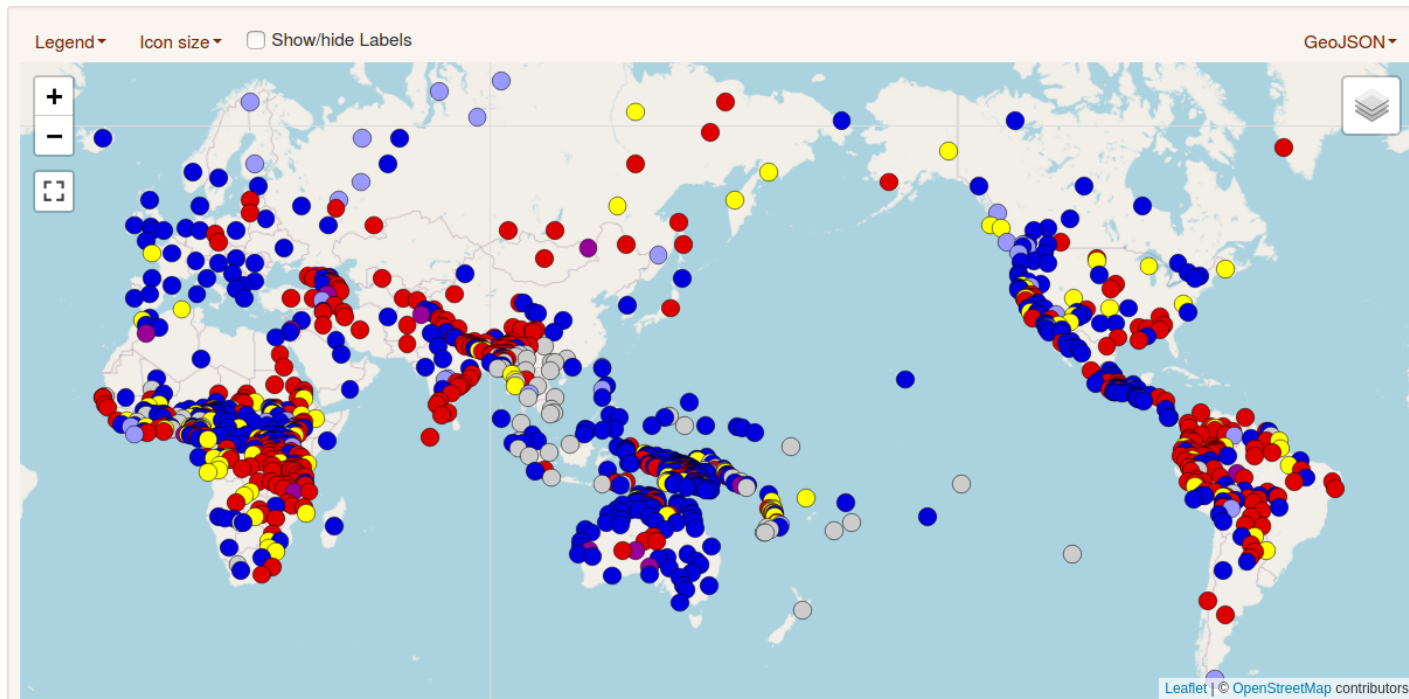 Legend
Icon size
Show/hide Labels
GeoJSON
+
−
Leaflet | © OpenStreetMap contributors